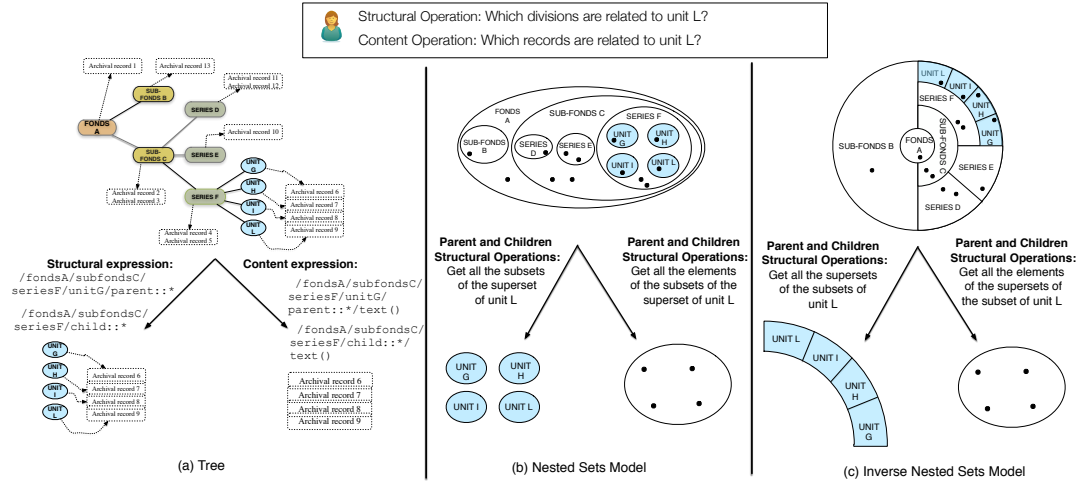 Structural Operation: Which divisions are related to unit L?
Content Operation: Which records are related to unit L?
Archival record 1
Archival record 13
Archival record 11
Archival record 12
SUB-
FONDS B
SERIES D
FONDS
A
Archival record 10
SUB-
FONDS C
SERIES E
UNIT
G
Archival record 2
Archival record 3
UNIT
H
SERIES F
UNIT
I
UNIT
L
Archival record 6
Archival record 7
Archival record 8
Archival record 9
Archival record 4
Archival record 5
Structural expression:
/fondsA/subfondsC/
seriesF/unitG/parent::*
/fondsA/subfondsC/
seriesF/child::*
Content expression:
/fondsA/subfondsC/
seriesF/unitG/
parent::*/text()
/fondsA/subfondsC/
seriesF/child::*/
text()
UNIT
G
UNIT
H
UNIT
I
UNIT
L
Archival record 6
Archival record 7
Archival record 8
Archival record 9
Archival record 6
Archival record 7
Archival record 8
Archival record 9
(a) Tree
FONDS
A
SUB-FONDS C
SERIES F
SUB-FONDS
B
SERIES
D
SERIES E
UNIT
G
UNIT
H
UNIT I
UNIT L
Parent and Children
Structural Operations:
Get all the subsets
of the superset
of unit L
Parent and Children
Structural Operations:
Get all the elements
of the subsets of the
superset of unit L
UNIT
G
UNIT
H
UNIT I
UNIT L
(b) Nested Sets Model
UNIT L
UNIT I
UNIT
H
UNIT
G
SERIES F
SUB-FONDS C
FONDS
A
SUB-FONDS B
SERIES E
SERIES D
Parent and Children
Structural Operations:
Get all the supersets
of the subsets of
unit L
Parent and Children
Structural Operations:
Get all the elements
of the supersets of
the subset of unit L
UNIT L
UNIT I
UNIT
H
UNIT
G
(c) Inverse Nested Sets Model